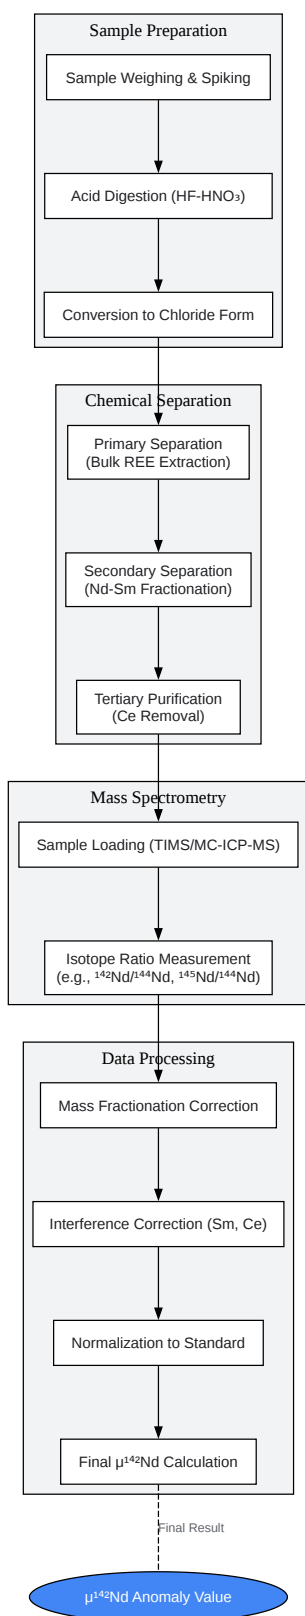 Sample Preparation
Sample Weighing & Spiking
Acid Digestion (HF-HNO₃)
Conversion to Chloride Form
Chemical Separation
Primary Separation
(Bulk REE Extraction)
Secondary Separation
(Nd-Sm Fractionation)
Tertiary Purification
(Ce Removal)
Mass Spectrometry
Sample Loading (TIMS/MC-ICP-MS)
Isotope Ratio Measurement
(e.g., ¹⁴²Nd/¹⁴⁴Nd, ¹⁴⁵Nd/¹⁴⁴Nd)
Data Processing
Mass Fractionation Correction
Interference Correction (Sm, Ce)
Normalization to Standard
Final μ¹⁴²Nd Calculation
Final Result
μ¹⁴²Nd Anomaly Value